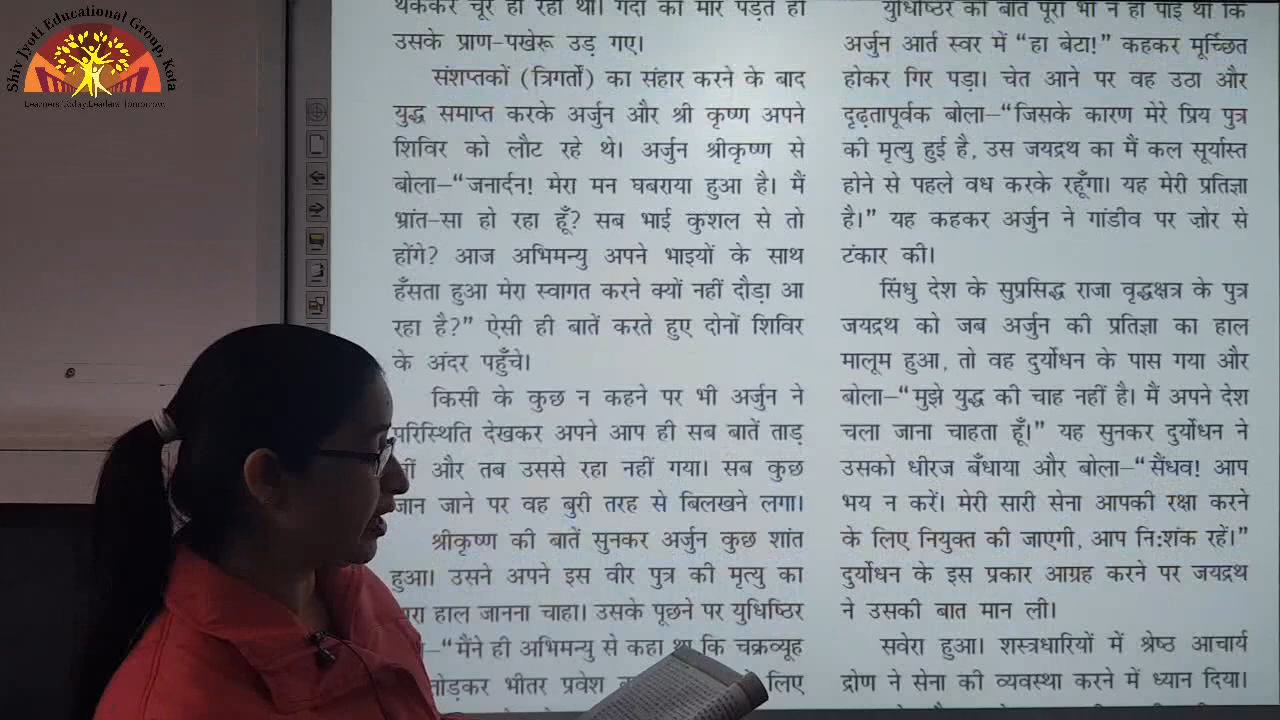 Shiv Jyoti Educational Group, Kota
Learners Today.Leaders Tomorrow.
थककर चूर हो रहा था। गदा की मार पड़ते ही
उसके प्राण-पखेरू उड़ गए।
संशप्तकों (त्रिगर्तों) का संहार करने के बाद
युद्ध समाप्त करके अर्जुन और श्री कृष्ण अपने
शिविर को लौट रहे थे। अर्जुन श्रीकृष्ण से
बोला–“जनार्दन! मेरा मन घबराया हुआ है। मैं
भ्रांत-सा हो रहा हूँ? सब भाई कुशल से तो
होंगे? आज अभिमन्यु अपने भाइयों के साथ
हँसता हुआ मेरा स्वागत करने क्यों नहीं दौड़ा आ
रहा है?” ऐसी ही बातें करते हुए दोनों शिविर
के अंदर पहुँचे।
किसी के कुछ न कहने पर भी अर्जुन ने
परिस्थिति देखकर अपने आप ही सब बातें ताड़
और तब उससे रहा नहीं गया। सब कुछ
जान जाने पर वह बुरी तरह से बिलखने लगा।
श्रीकृष्ण की बातें सुनकर अर्जुन कुछ शांत
हुआ। उसने अपने इस वीर पुत्र की मृत्यु का
हाल जानना चाहा। उसके पूछने पर युधिष्ठिर
–“मैंने ही अभिमन्यु से कहा था कि चक्रव्यूह
तोड़कर भीतर प्रवेश लिए
युधिष्ठिर की बात पूरी भी न हो पाई थी कि
अर्जुन आर्त स्वर में “हा बेटा!” कहकर मूर्च्छित
होकर गिर पड़ा। चेत आने पर वह उठा और
दृढ़तापूर्वक बोला–“जिसके कारण मेरे प्रिय पुत्र
की मृत्यु हुई है, उस जयद्रथ का मैं कल सूर्यास्त
होने से पहले वध करके रहूँगा। यह मेरी प्रतिज्ञा
है।” यह कहकर अर्जुन ने गांडीव पर ज़ोर से
टंकार की।
सिंधु देश के सुप्रसिद्ध राजा वृद्धक्षत्र के पुत्र
जयद्रथ को जब अर्जुन की प्रतिज्ञा का हाल
मालूम हुआ, तो वह दुर्योधन के पास गया और
बोला–“मुझे युद्ध की चाह नहीं है। मैं अपने देश
चला जाना चाहता हूँ।” यह सुनकर दुर्योधन ने
उसको धीरज बँधाया और बोला–“सैंधव! आप
भय न करें। मेरी सारी सेना आपकी रक्षा करने
के लिए नियुक्त की जाएगी, आप नि:शंक रहें।”
दुर्योधन के इस प्रकार आग्रह करने पर जयद्रथ
ने उसकी बात मान ली।
सवेरा हुआ। शस्त्रधारियों में श्रेष्ठ आचार्य
द्रोण ने सेना की व्यवस्था करने में ध्यान दिया।